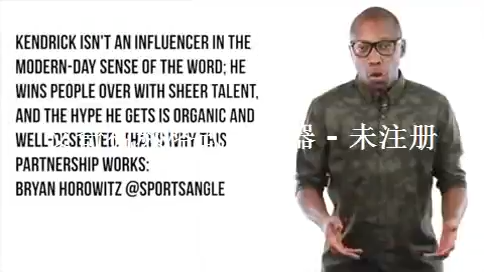 KENDRICK ISN'T AN INFLUENCER IN THE
MODERN-DAY SENSE OF THE WORD; HE
WINS PEOPLE OVER WITH SHEER TALENT,
AND THE HYPE HE GETS IS ORGANIC AND
PARTNERSHIP WORKS:
BRYAN HOROWITZ @SPORTSANGLE
器 - 未注册